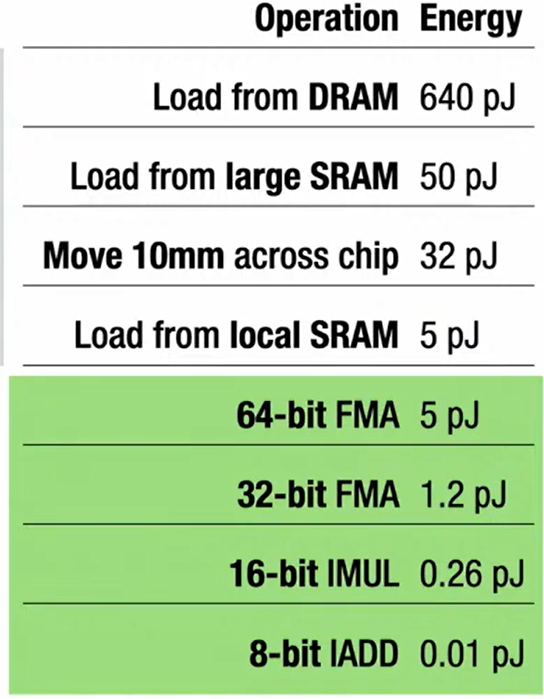 Operation Energy
Load from DRAM 640 pJ
Load from large SRAM 50 pJ
Move 10mm across chip 32 pJ
Load from local SRAM 5 pJ
64-bit FMA 5 pJ
32-bit FMA 1.2 pJ
16-bit IMUL 0.26 pJ
8-bit IADD 0.01 pJ